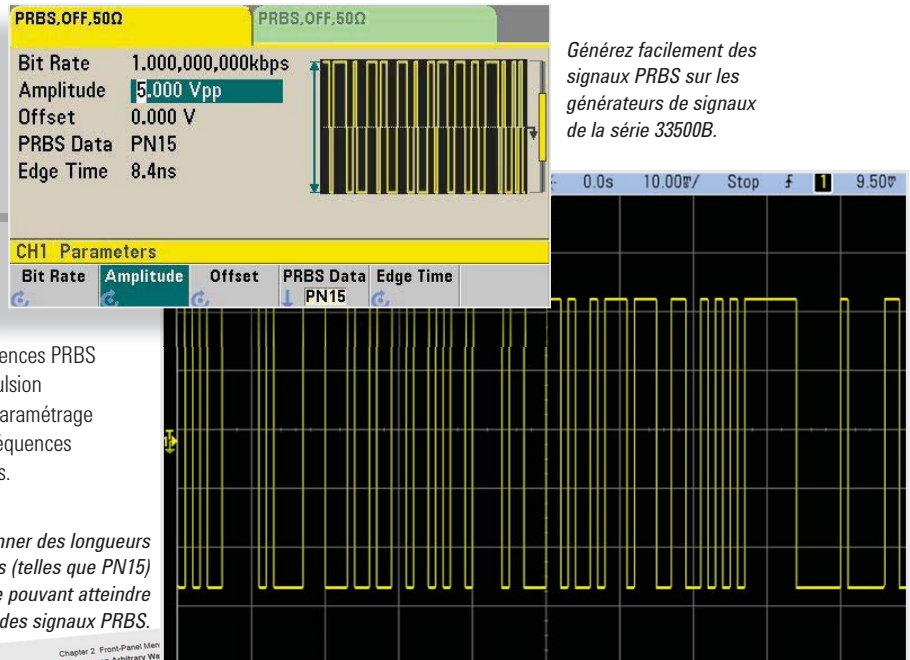 PRBS,OFF,50Ω
PRBS,OFF,50Ω
Bit Rate 1.000,000,000kbps
Amplitude 5.000 Vpp
Offset 0.000 V
PRBS Data PN15
Edge Time 8.4ns
CH1 Parameters
Bit Rate Amplitude Offset PRBS Data Edge Time
PN15
Générez facilement des
signaux PRBS sur les
générateurs de signaux
de la série 33500B.
0.0s 10.00▼/ Stop 1 9.50▼
ences PRBS
ulsion
aramétrage
équences
s.
nner des longueurs
s (telles que PN15)
e pouvant atteindre
des signaux PRBS.
Chapter 2 Front-Panel Men
Arbitrary Wa